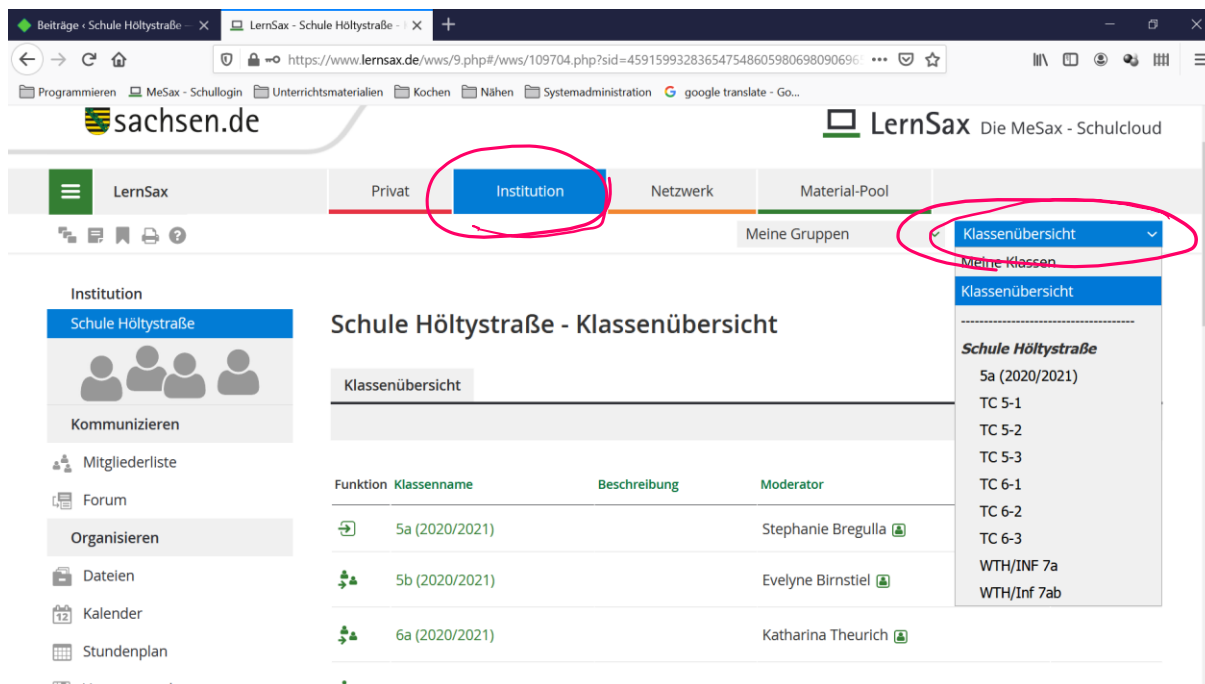 Beiträge ‹ Schule Höltystraße —
LernSax - Schule Höltystraße -
https://www.lernsax.de/wws/9.php#/wws/109704.php?sid=
Programmieren MeSax - Schullogin Unterrichtsmaterialien Kochen Nähen Systemadministration google translate - Go...
sachsen.de
LernSax Die MeSax - Schulcloud
LernSax Privat Institution Netzwerk Material-Pool
Meine Gruppen Klassenübersicht
Meine Klassen
Klassenübersicht
-------------------------------------
Schule Höltystraße
5a (2020/2021)
TC 5-1
TC 5-2
TC 5-3
TC 6-1
TC 6-2
TC 6-3
WTH/INF 7a
WTH/Inf 7ab
Institution
Schule Höltystraße
Kommunizieren
Mitgliederliste
Forum
Organisieren
Dateien
12 Kalender
Stundenplan
Schule Höltystraße - Klassenübersicht
Klassenübersicht
Funktion Klassenname Beschreibung Moderator
5a (2020/2021) Stephanie Bregulla
5b (2020/2021) Evelyne Birnstiel
6a (2020/2021) Katharina Theurich